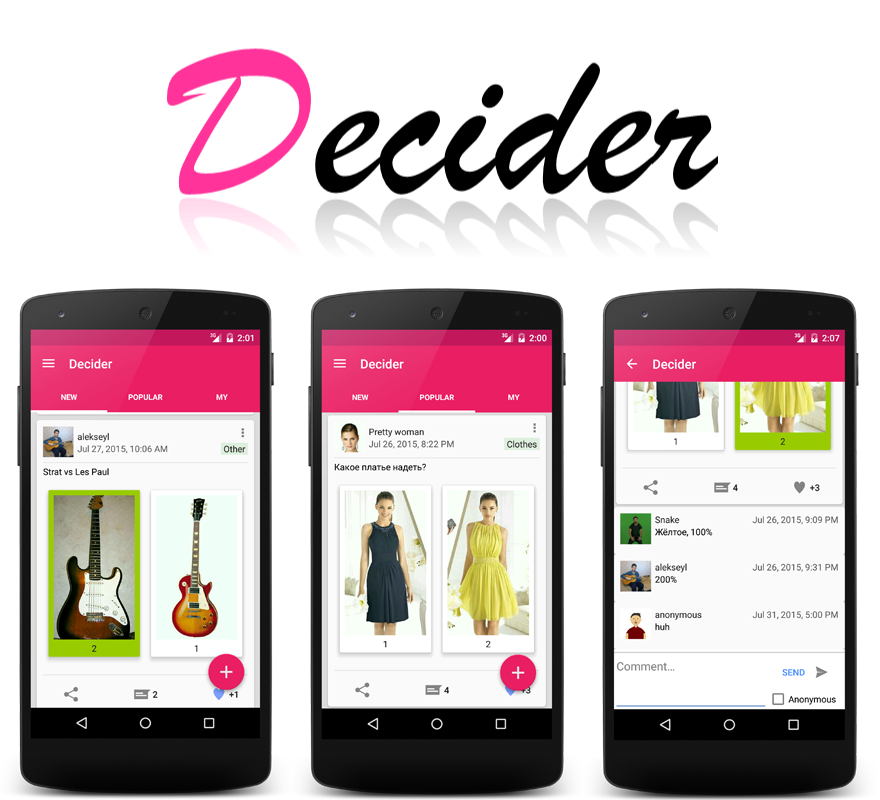 Decider
3G 2:01
Decider
NEW POPULAR MY
alekseyl
Jul 27, 2015, 10:06 AM
Other
Strat vs Les Paul
2 1
2 +1
3G 2:00
Decider
NEW POPULAR MY
Pretty woman
Jul 26, 2015, 8:22 PM
Clothes
Какое платье надеть?
1 2
4 +3
3G 2:07
Decider
1 2
4 +3
Snake Jul 26, 2015, 9:09 PM
Жёлтое, 100%
alekseyl Jul 26, 2015, 9:31 PM
200%
anonymous Jul 31, 2015, 5:00 PM
huh
Comment...
SEND
Anonymous